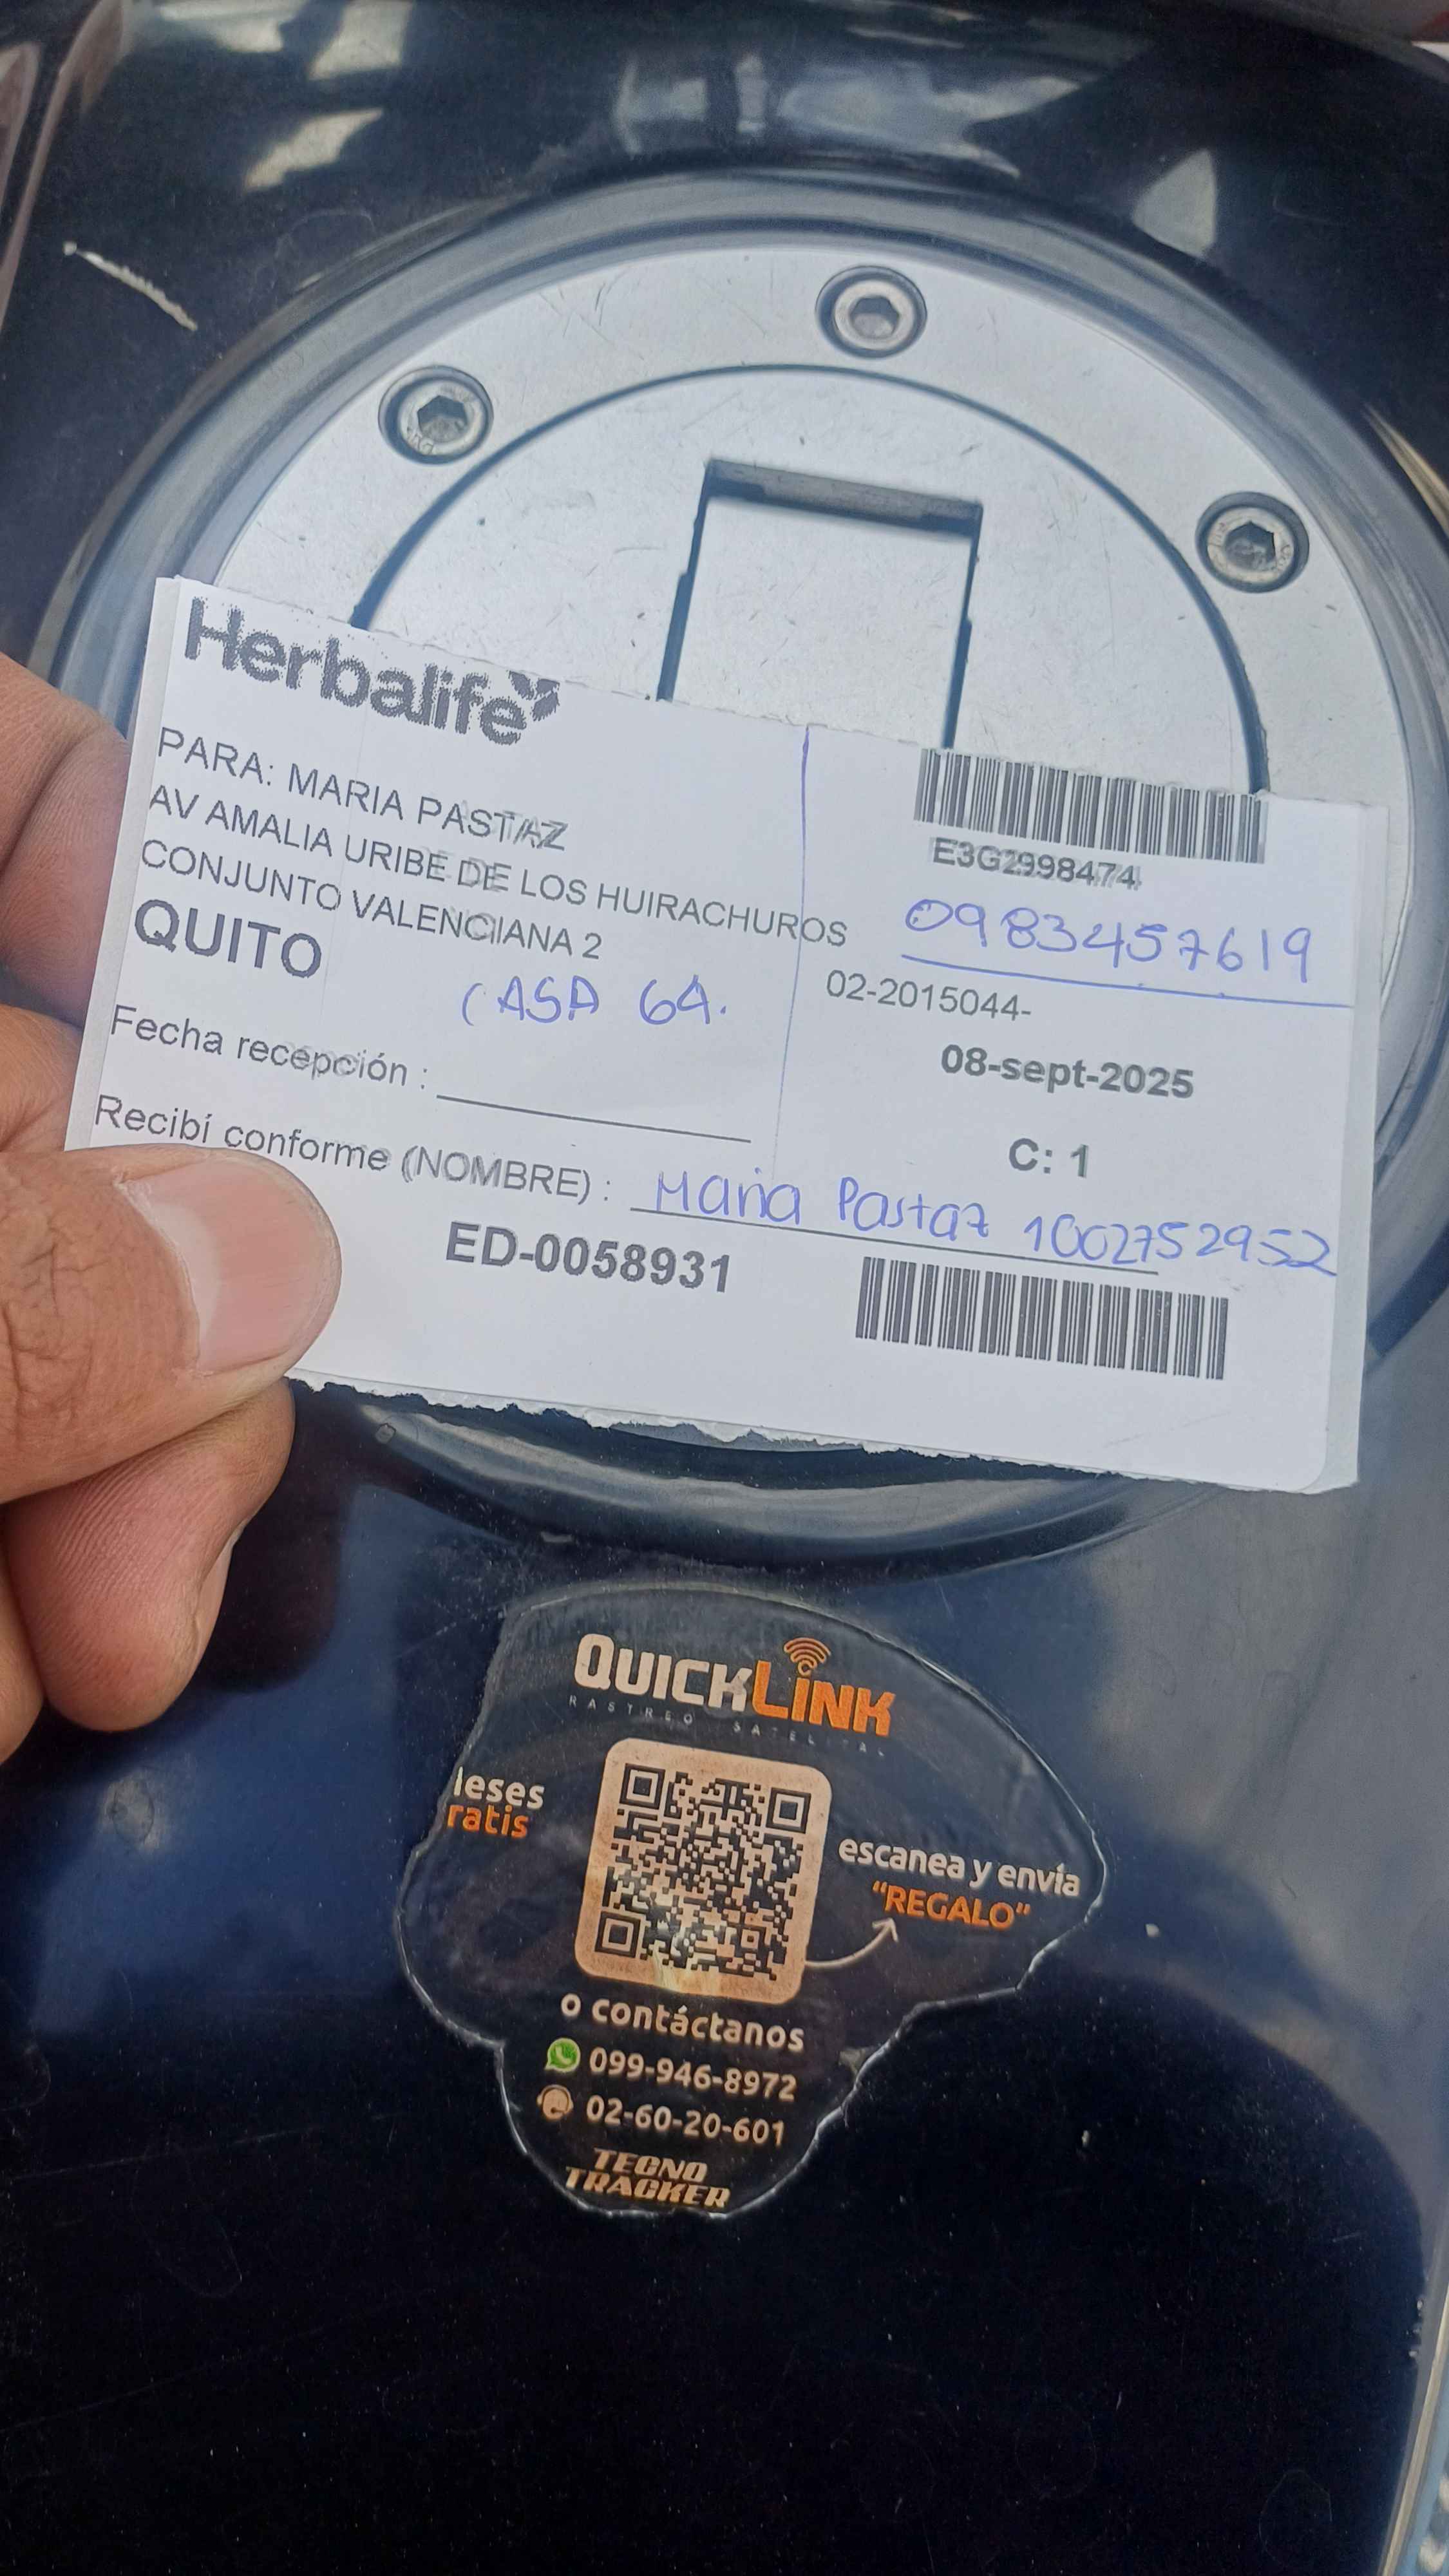 Herbalife
PARA: MARIA PASTAZ
AV AMALIA URIBE DE LOS HUIRACHUROS
CONJUNTO VALENCIANA 2
QUITO
CASA 64.
E3G2998474
0983457619
02-2015044-
08-sept-2025
C: 1
Fecha recepción :
Recibí conforme (NOMBRE) : Maria Pastaz 1002752952
ED-0058931
QUICKLINK
RASTREO SATELITAL
leses
ratis
escanea y envía
"REGALO"
o contáctanos
099-946-8972
02-60-20-601
TECNO
TRACKER